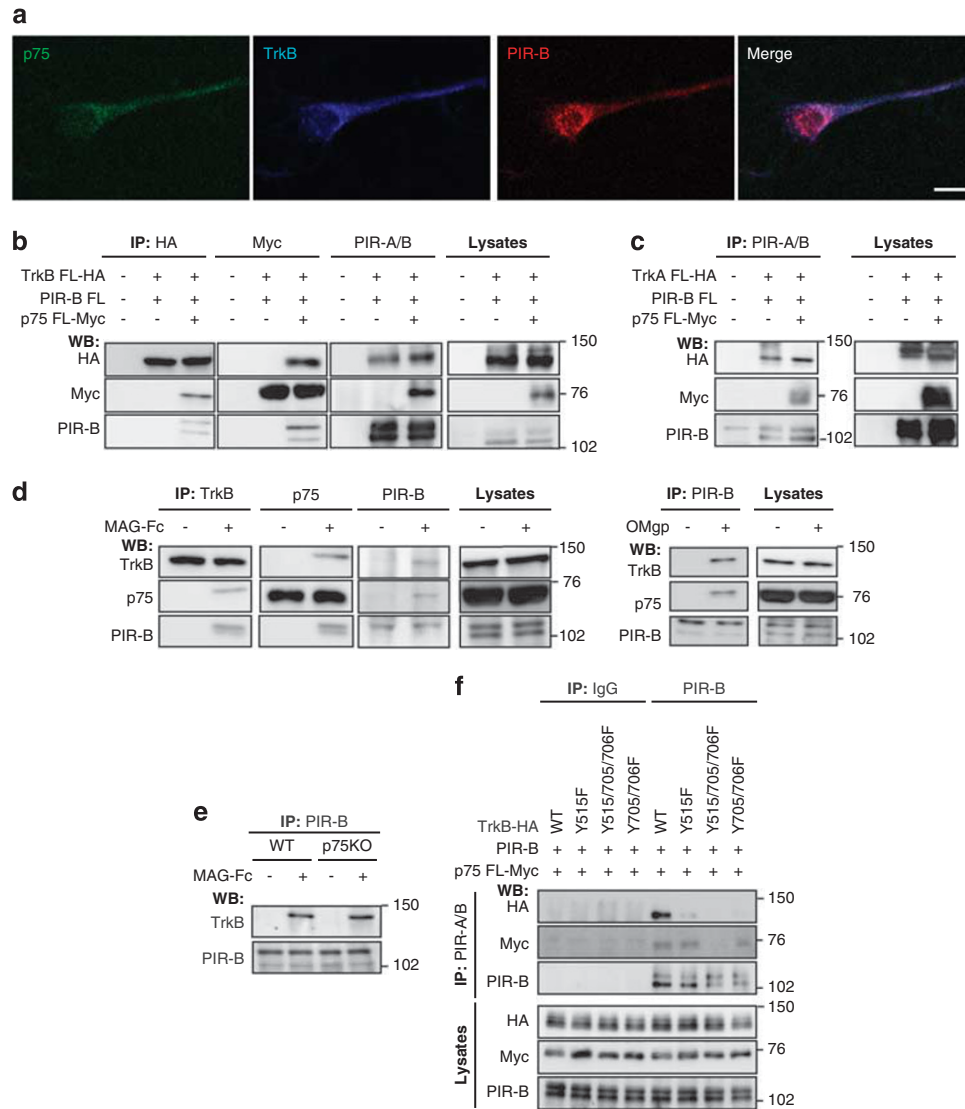 a
p75 TrkB PIR-B Merge
b
IP: HA Myc PIR-A/B Lysates
TrkB FL-HA - + + - + + - + + - + +
PIR-B FL - + + - + + - + + - + +
p75 FL-Myc - - + - - + - - + - - +
WB:
HA 150
Myc 76
PIR-B 102
c
IP: PIR-A/B Lysates
TrkA FL-HA - + + - + +
PIR-B FL - + + - + +
p75 FL-Myc - - + - - +
WB: 150
HA
Myc 76
PIR-B 102
d
IP: TrkB p75 PIR-B Lysates
MAG-Fc - + - + - + - +
WB: 150
TrkB
76
p75
PIR-B 102
IP: PIR-B Lysates
OMgp - + - +
WB: 150
TrkB
p75 76
PIR-B 102
e
IP: PIR-B
WT p75KO
MAG-Fc - + - +
WB: 150
TrkB
PIR-B 102
f
IP: IgG PIR-B
TrkB-HA WT Y515F Y515/705/706F Y705/706F WT Y515F Y515/705/706F Y705/706F
PIR-B + + + + + + + +
p75 FL-Myc + + + + + + + +
WB: 150
HA
Myc 76
PIR-B 102
IP: PIR-A/B
150
HA
Myc 76
PIR-B 102
Lysates